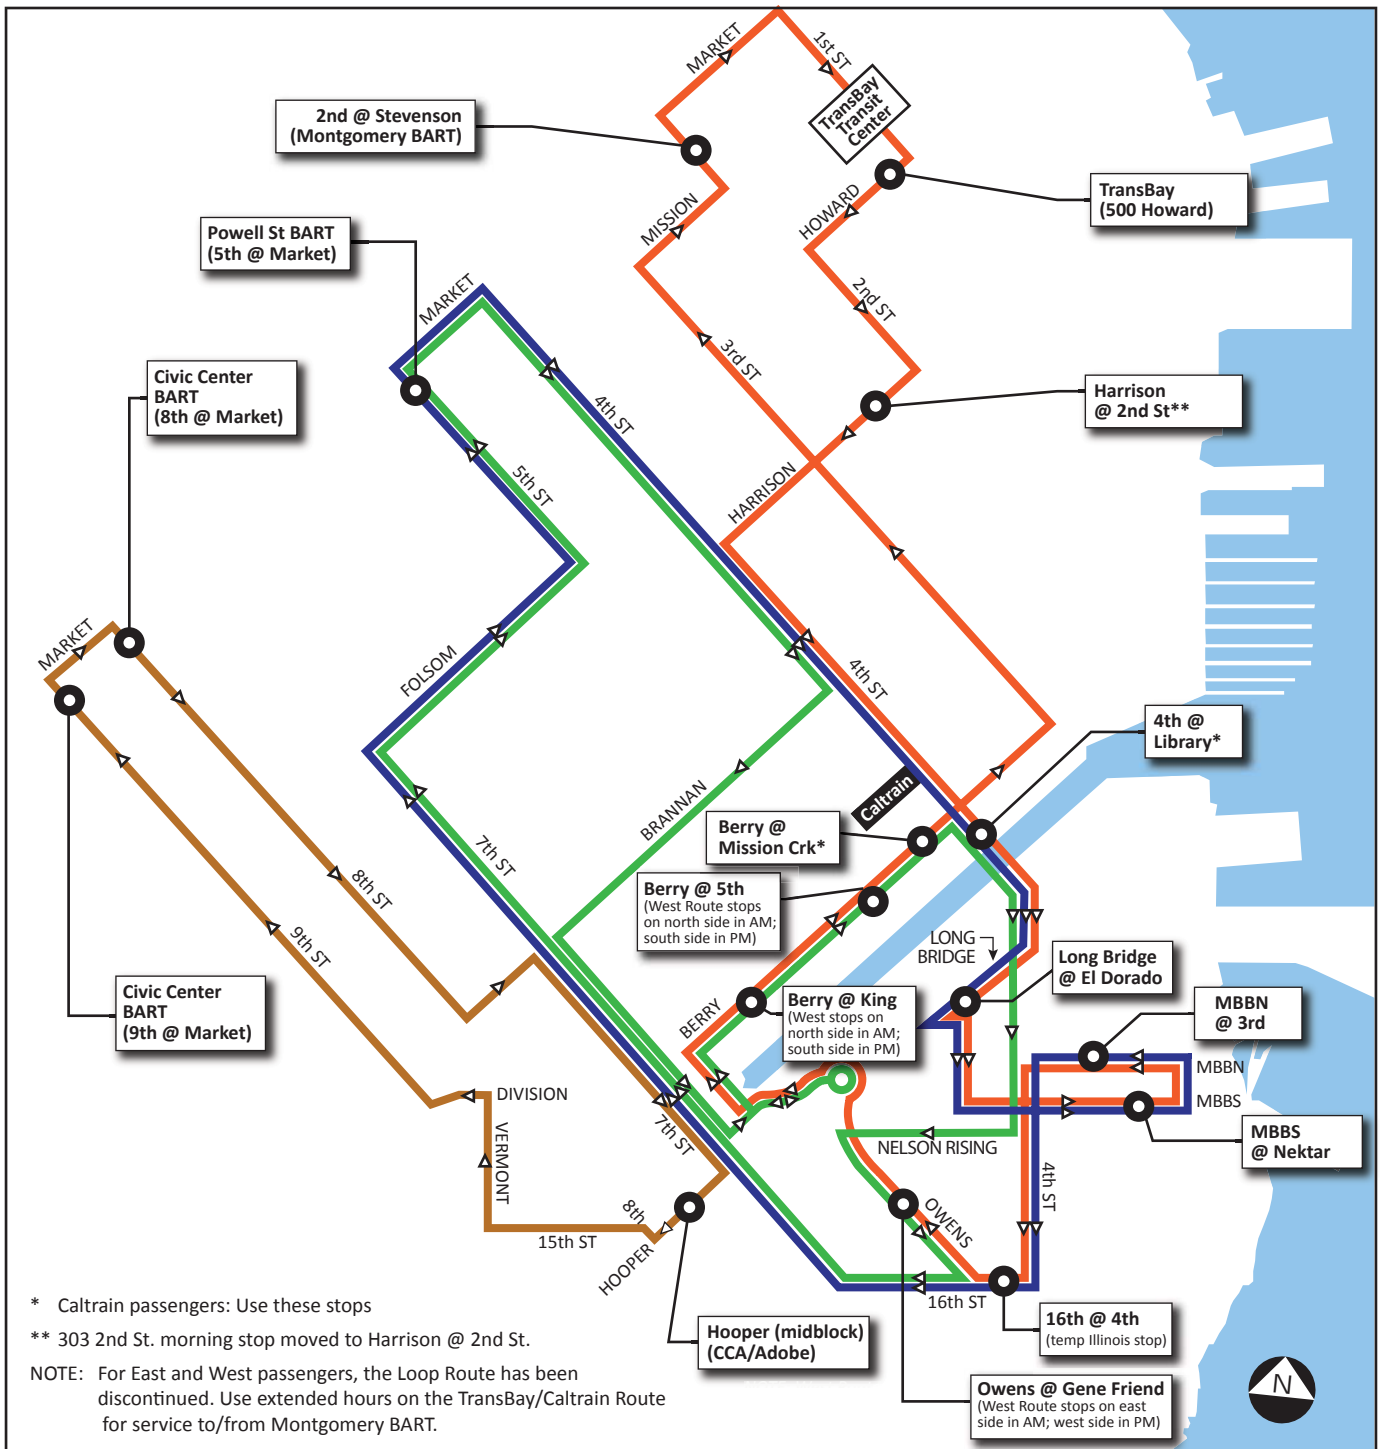 MARKET
1st ST
TransBay
Transit
Center
2nd @ Stevenson
(Montgomery BART)
TransBay
(500 Howard)
MISSION
HOWARD
Powell St BART
(5th @ Market)
MARKET
2nd ST
3rd ST
Civic Center
BART
(8th @ Market)
Harrison
@ 2nd St**
4th ST
5th ST
HARRISON
MARKET
FOLSOM
4th ST
4th @
Library*
Caltrain
BRANNAN
Berry @
Mission Crk*
7th ST
8th ST
Berry @ 5th
(West Route stops
on north side in AM;
south side in PM)
9th ST
LONG
BRIDGE
Long Bridge
@ El Dorado
Civic Center
BART
(9th @ Market)
BERRY
Berry @ King
(West stops on
north side in AM;
south side in PM)
MBBN
@ 3rd
MBBN
MBBS
DIVISION
7th ST
NELSON RISING
MBBS
@ Nektar
VERMONT
4th ST
8th
OWENS
15th ST
HOOPER
16th ST
* Caltrain passengers: Use these stops
** 303 2nd St. morning stop moved to Harrison @ 2nd St.
NOTE: For East and West passengers, the Loop Route has been
discontinued. Use extended hours on the TransBay/Caltrain Route
for service to/from Montgomery BART.
Hooper (midblock)
(CCA/Adobe)
16th @ 4th
(temp Illinois stop)
Owens @ Gene Friend
(West Route stops on east
side in AM; west side in PM)
N